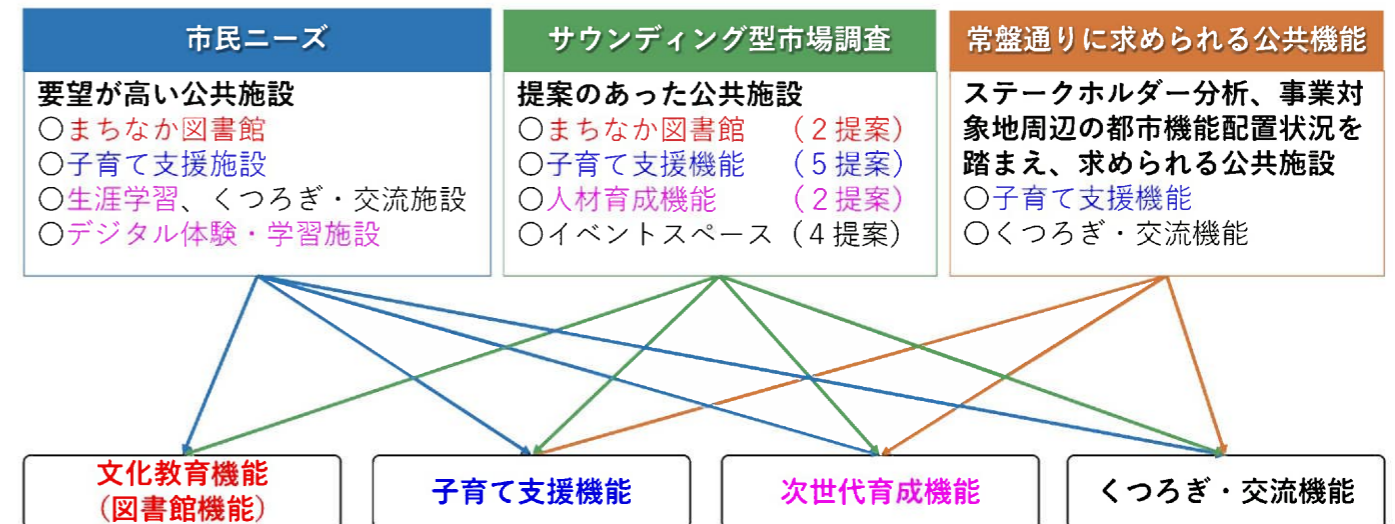 市民ニーズ
要望が高い公共施設
○まちなか図書館
○子育て支援施設
○生涯学習、くつろぎ・交流施設
○デジタル体験・学習施設
サウンディング型市場調査
提案のあった公共施設
○まちなか図書館 （２提案）
○子育て支援機能 （５提案）
○人材育成機能 （２提案）
○イベントスペース（４提案）
常盤通りに求められる公共機能
ステークホルダー分析、事業対
象地周辺の都市機能配置状況を
踏まえ、求められる公共施設
○子育て支援機能
○くつろぎ・交流機能
文化教育機能
（図書館機能）
子育て支援機能
次世代育成機能
くつろぎ・交流機能